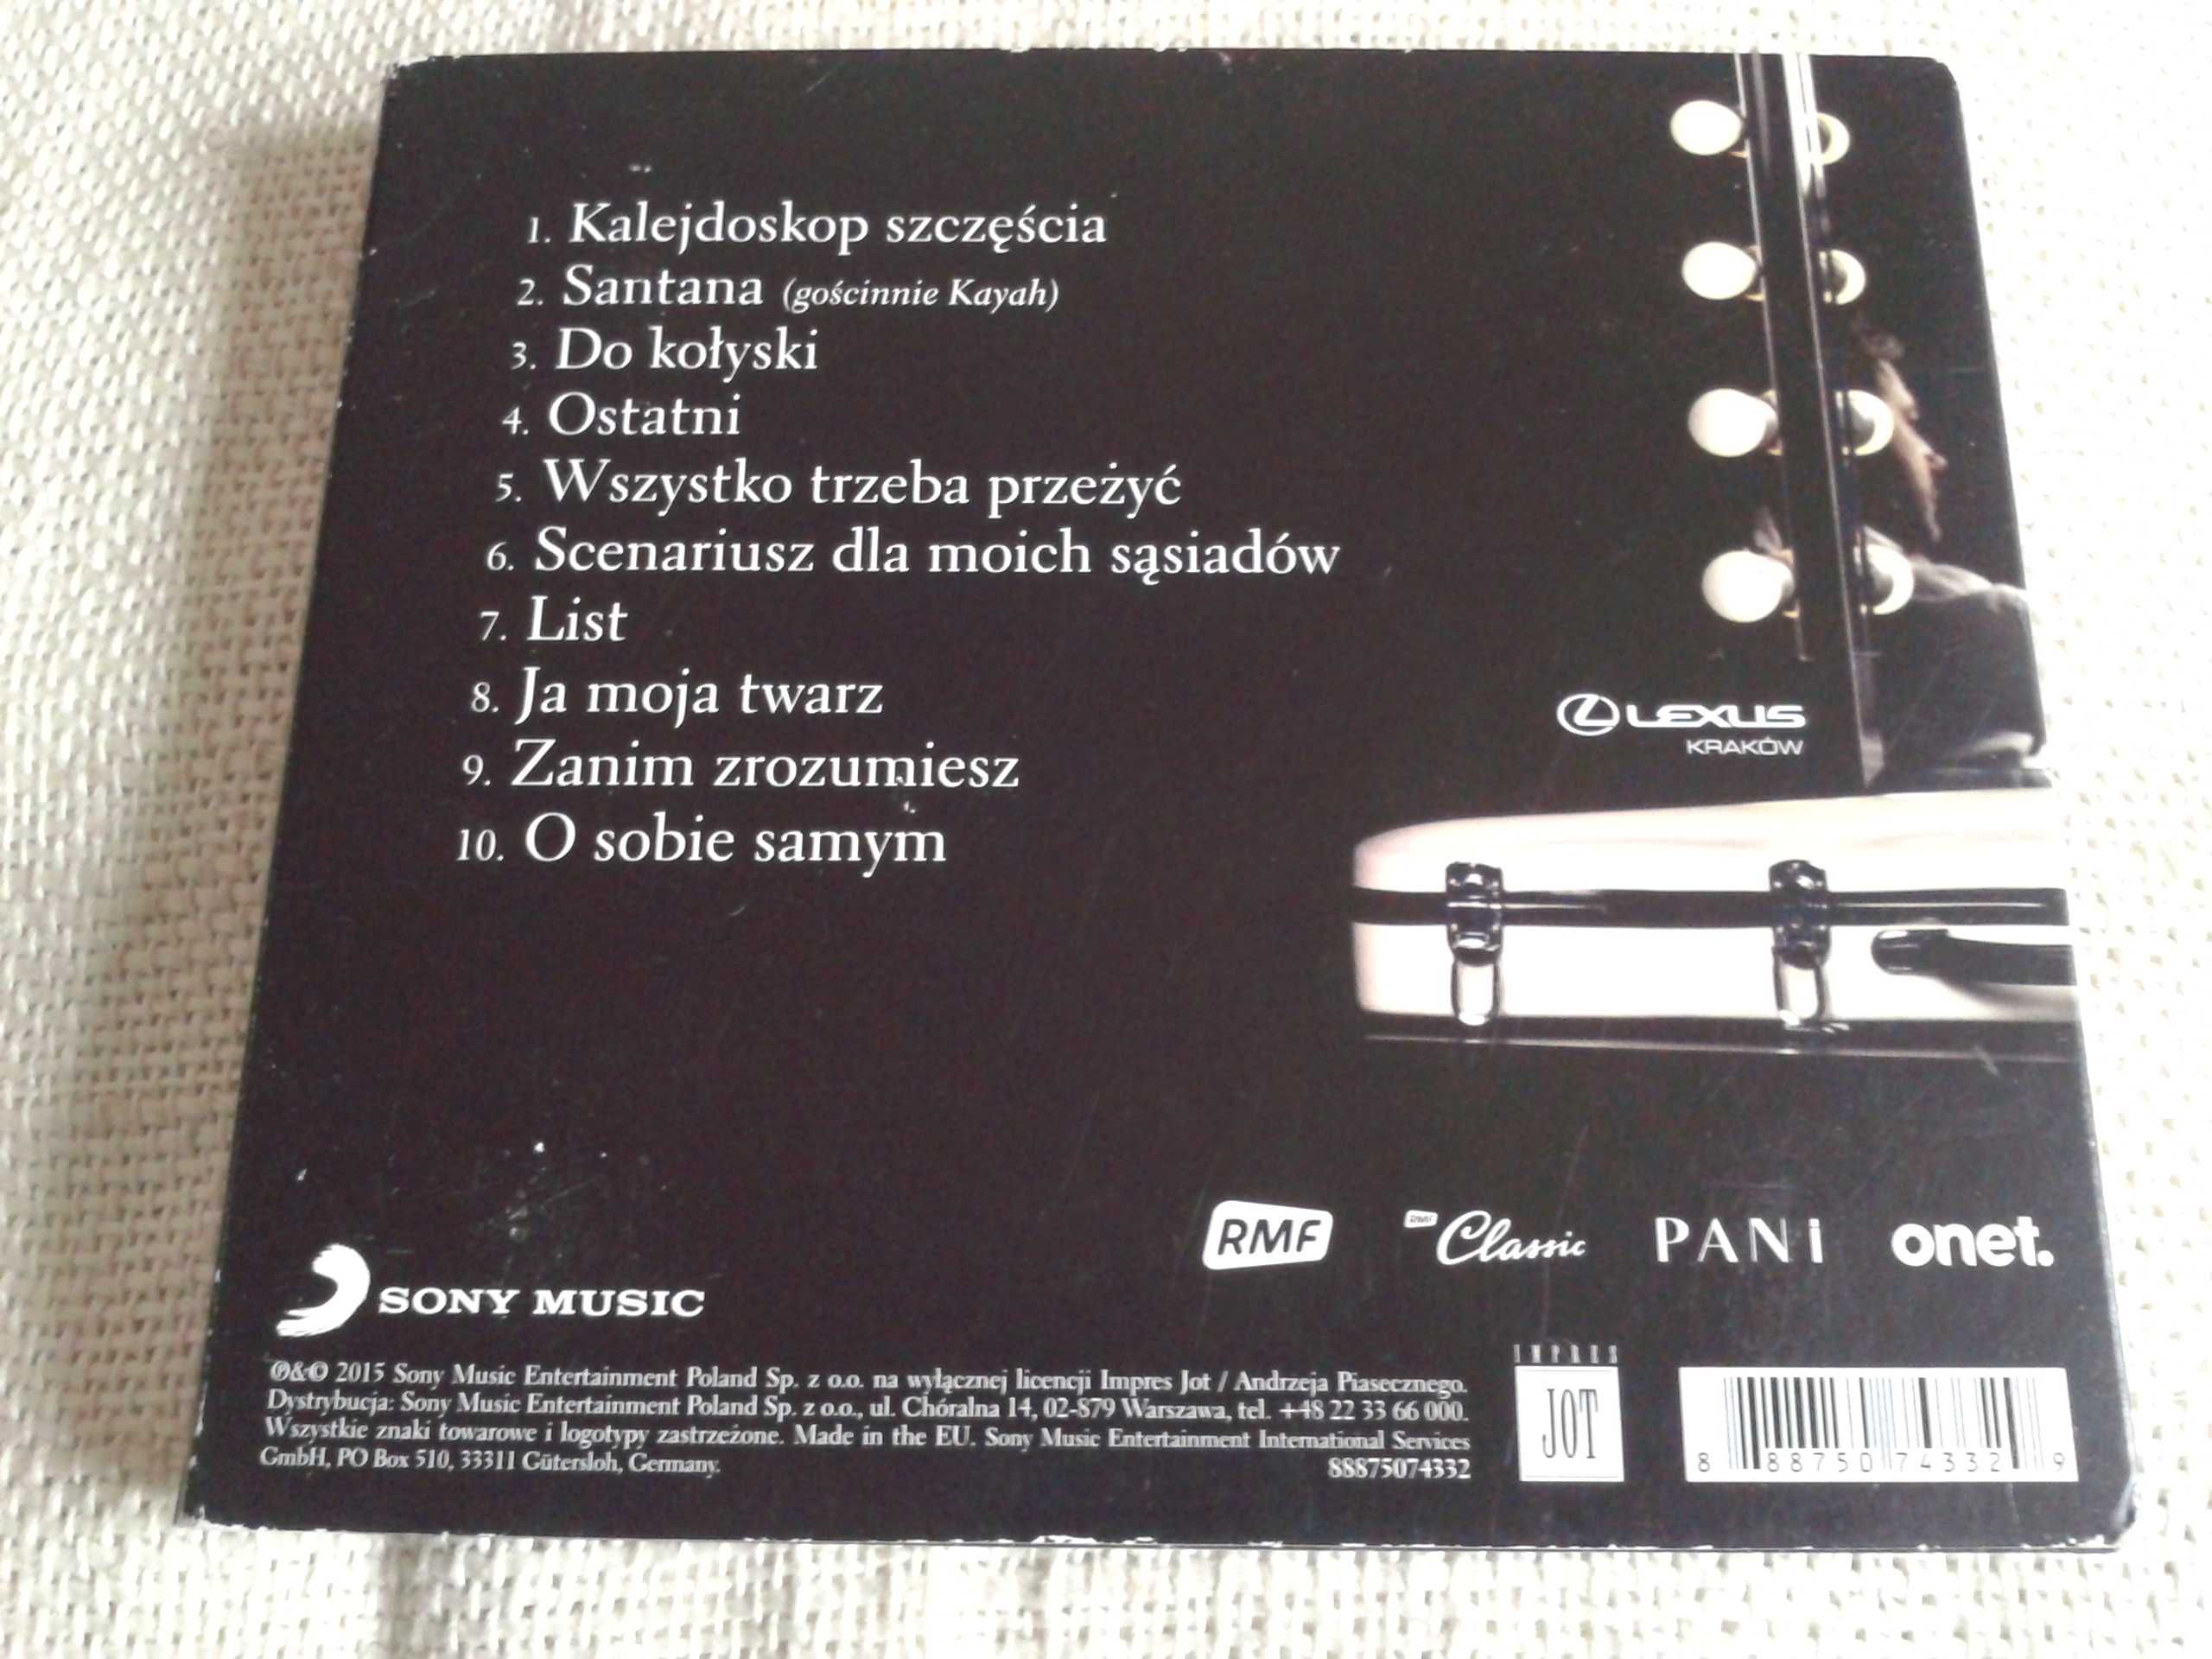 1. Kalejdoskop szczęścia
2. Santana (gościnnie Kayah)
3. Do kołyski
4. Ostatni
5. Wszystko trzeba przeżyć
6. Scenariusz dla moich sąsiadów
7. List
8. Ja moja twarz
9. Zanim zrozumiesz
10. O sobie samym
LEXUS
KRAKÓW
RMF RMF Classic PANi onet.
SONY MUSIC
℗&© 2015 Sony Music Entertainment Poland Sp. z o.o. na wyłącznej licencji Impres Jot / Andrzeja Piasecznego.
Dystrybucja: Sony Music Entertainment Poland Sp. z o.o., ul. Chóralna 14, 02-879 Warszawa, tel. +48 22 33 66 000.
Wszystkie znaki towarowe i logotypy zastrzeżone. Made in the EU. Sony Music Entertainment International Services
GmbH, PO Box 510, 33311 Gütersloh, Germany.
88875074332
IMPRES
JOT
8 88750 74332 9